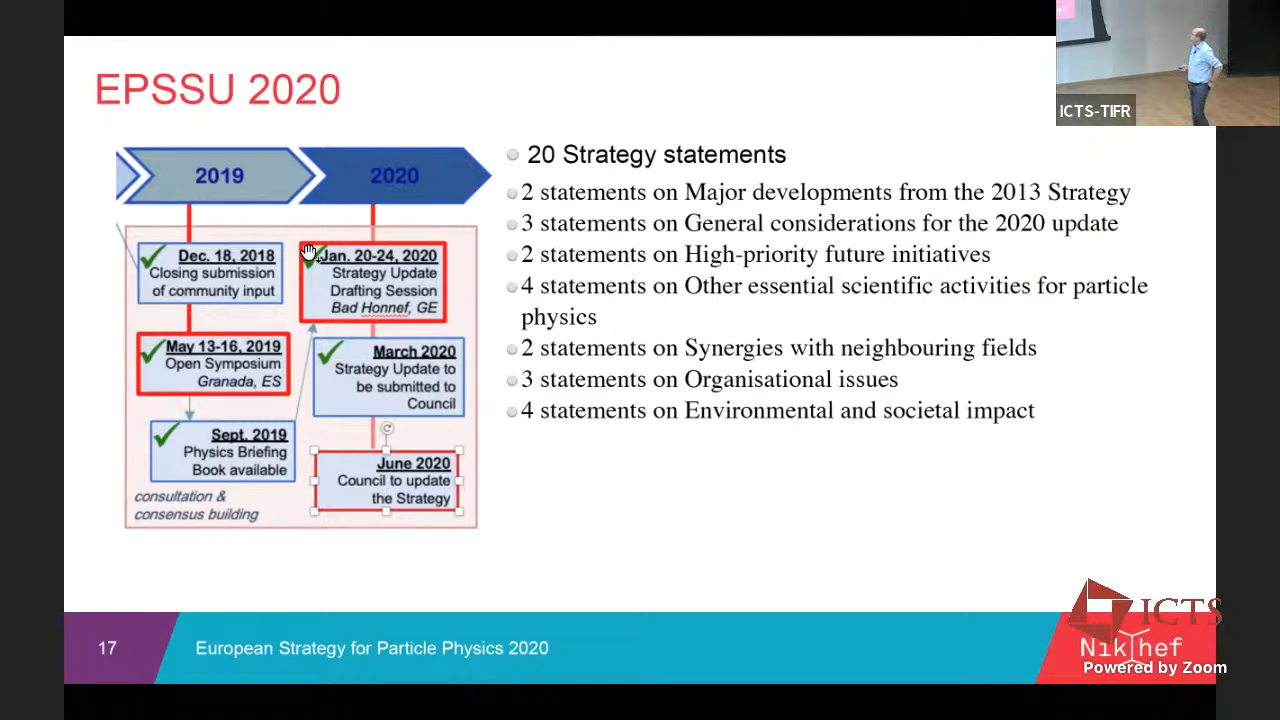 EPSSU 2020
ICTS-TIFR
2019
2020
Dec. 18, 2018
Closing submission
of community input
May 13-16, 2019
Open Symposium
Granada, ES
Sept. 2019
Physics Briefing
Book available
consultation &
consensus building
Jan. 20-24, 2020
Strategy Update
Drafting Session
Bad Honnef, GE
March 2020
Strategy Update to
be submitted to
Council
June 2020
Council to update
the Strategy
20 Strategy statements
2 statements on Major developments from the 2013 Strategy
3 statements on General considerations for the 2020 update
2 statements on High-priority future initiatives
4 statements on Other essential scientific activities for particle
physics
2 statements on Synergies with neighbouring fields
3 statements on Organisational issues
4 statements on Environmental and societal impact
17
European Strategy for Particle Physics 2020
ICTS
Nikhef
Powered by Zoom